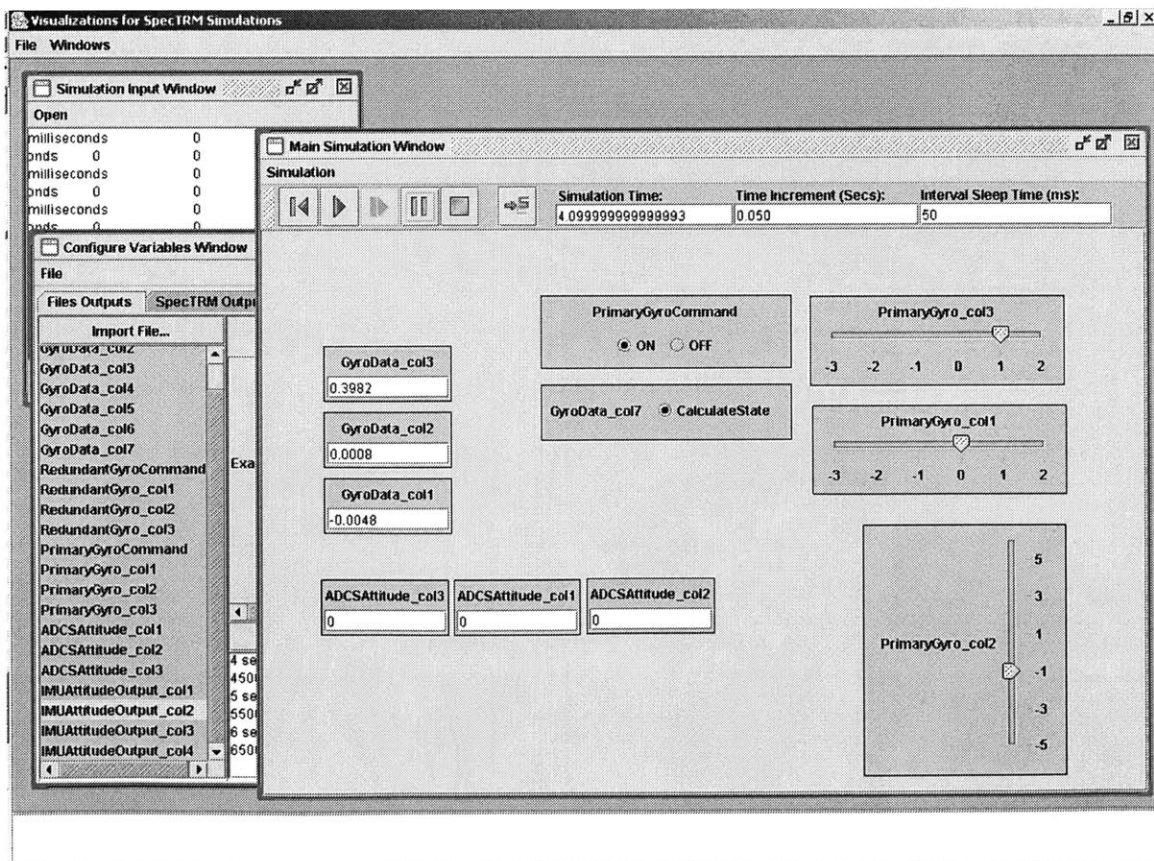 Visualizations for SpecTRM Simulations
File Windows
Simulation Input Window
Open
milliseconds 0
onds 0 0
milliseconds 0
onds 0 0
milliseconds 0
onds 0 0
Configure Variables Window
File
Files Outputs SpecTRM Outpu
Import File...
GyroData_col2
GyroData_col3
GyroData_col4
GyroData_col5
GyroData_col6
GyroData_col7
RedundantGyroCommand
RedundantGyro_col1
RedundantGyro_col2
RedundantGyro_col3
PrimaryGyroCommand
PrimaryGyro_col1
PrimaryGyro_col2
PrimaryGyro_col3
ADCSAttitude_col1
ADCSAttitude_col2
ADCSAttitude_col3
IMUAttitudeOutput_col1
IMUAttitudeOutput_col2
IMUAttitudeOutput_col3
IMUAttitudeOutput_col4
Exa
4 se
450
5 se
550
6 se
650
Main Simulation Window
Simulation
Simulation Time: Time Increment (Secs): Interval Sleep Time (ms):
4.099999999999993 0.050 50
GyroData_col3
0.3982
GyroData_col2
0.0008
GyroData_col1
-0.0048
ADCSAttitude_col3 ADCSAttitude_col1 ADCSAttitude_col2
0 0 0
PrimaryGyroCommand
ON OFF
GyroData_col7 CalculateState
PrimaryGyro_col3
-3 -2 -1 0 1 2
PrimaryGyro_col1
-3 -2 -1 0 1 2
PrimaryGyro_col2
5
3
1
-1
-3
-5